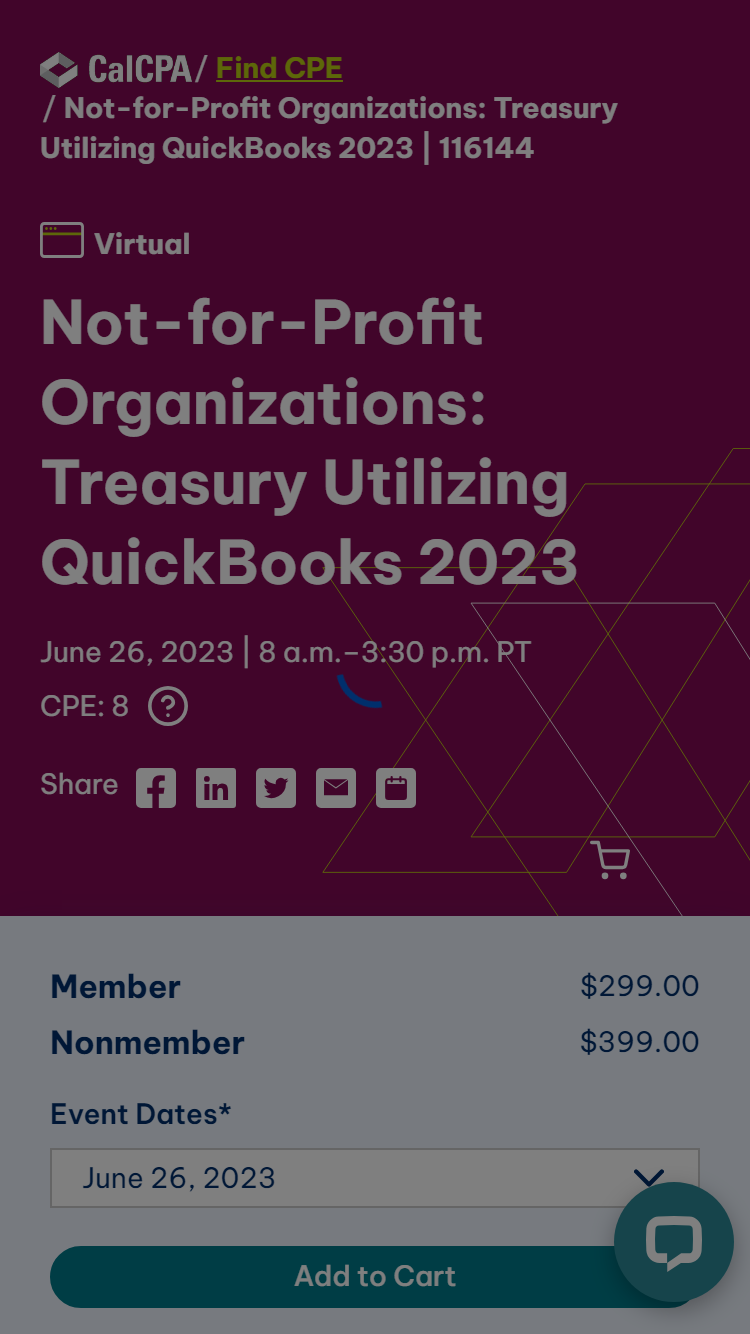 CalCPA / Find CPE
/ Not-for-Profit Organizations: Treasury
Utilizing QuickBooks 2023 | 116144
Virtual
Not-for-Profit
Organizations:
Treasury Utilizing
QuickBooks 2023
June 26, 2023 | 8 a.m.–3:30 p.m. PT
CPE: 8 ?
Share
Member $299.00
Nonmember $399.00
Event Dates*
June 26, 2023
Add to Cart